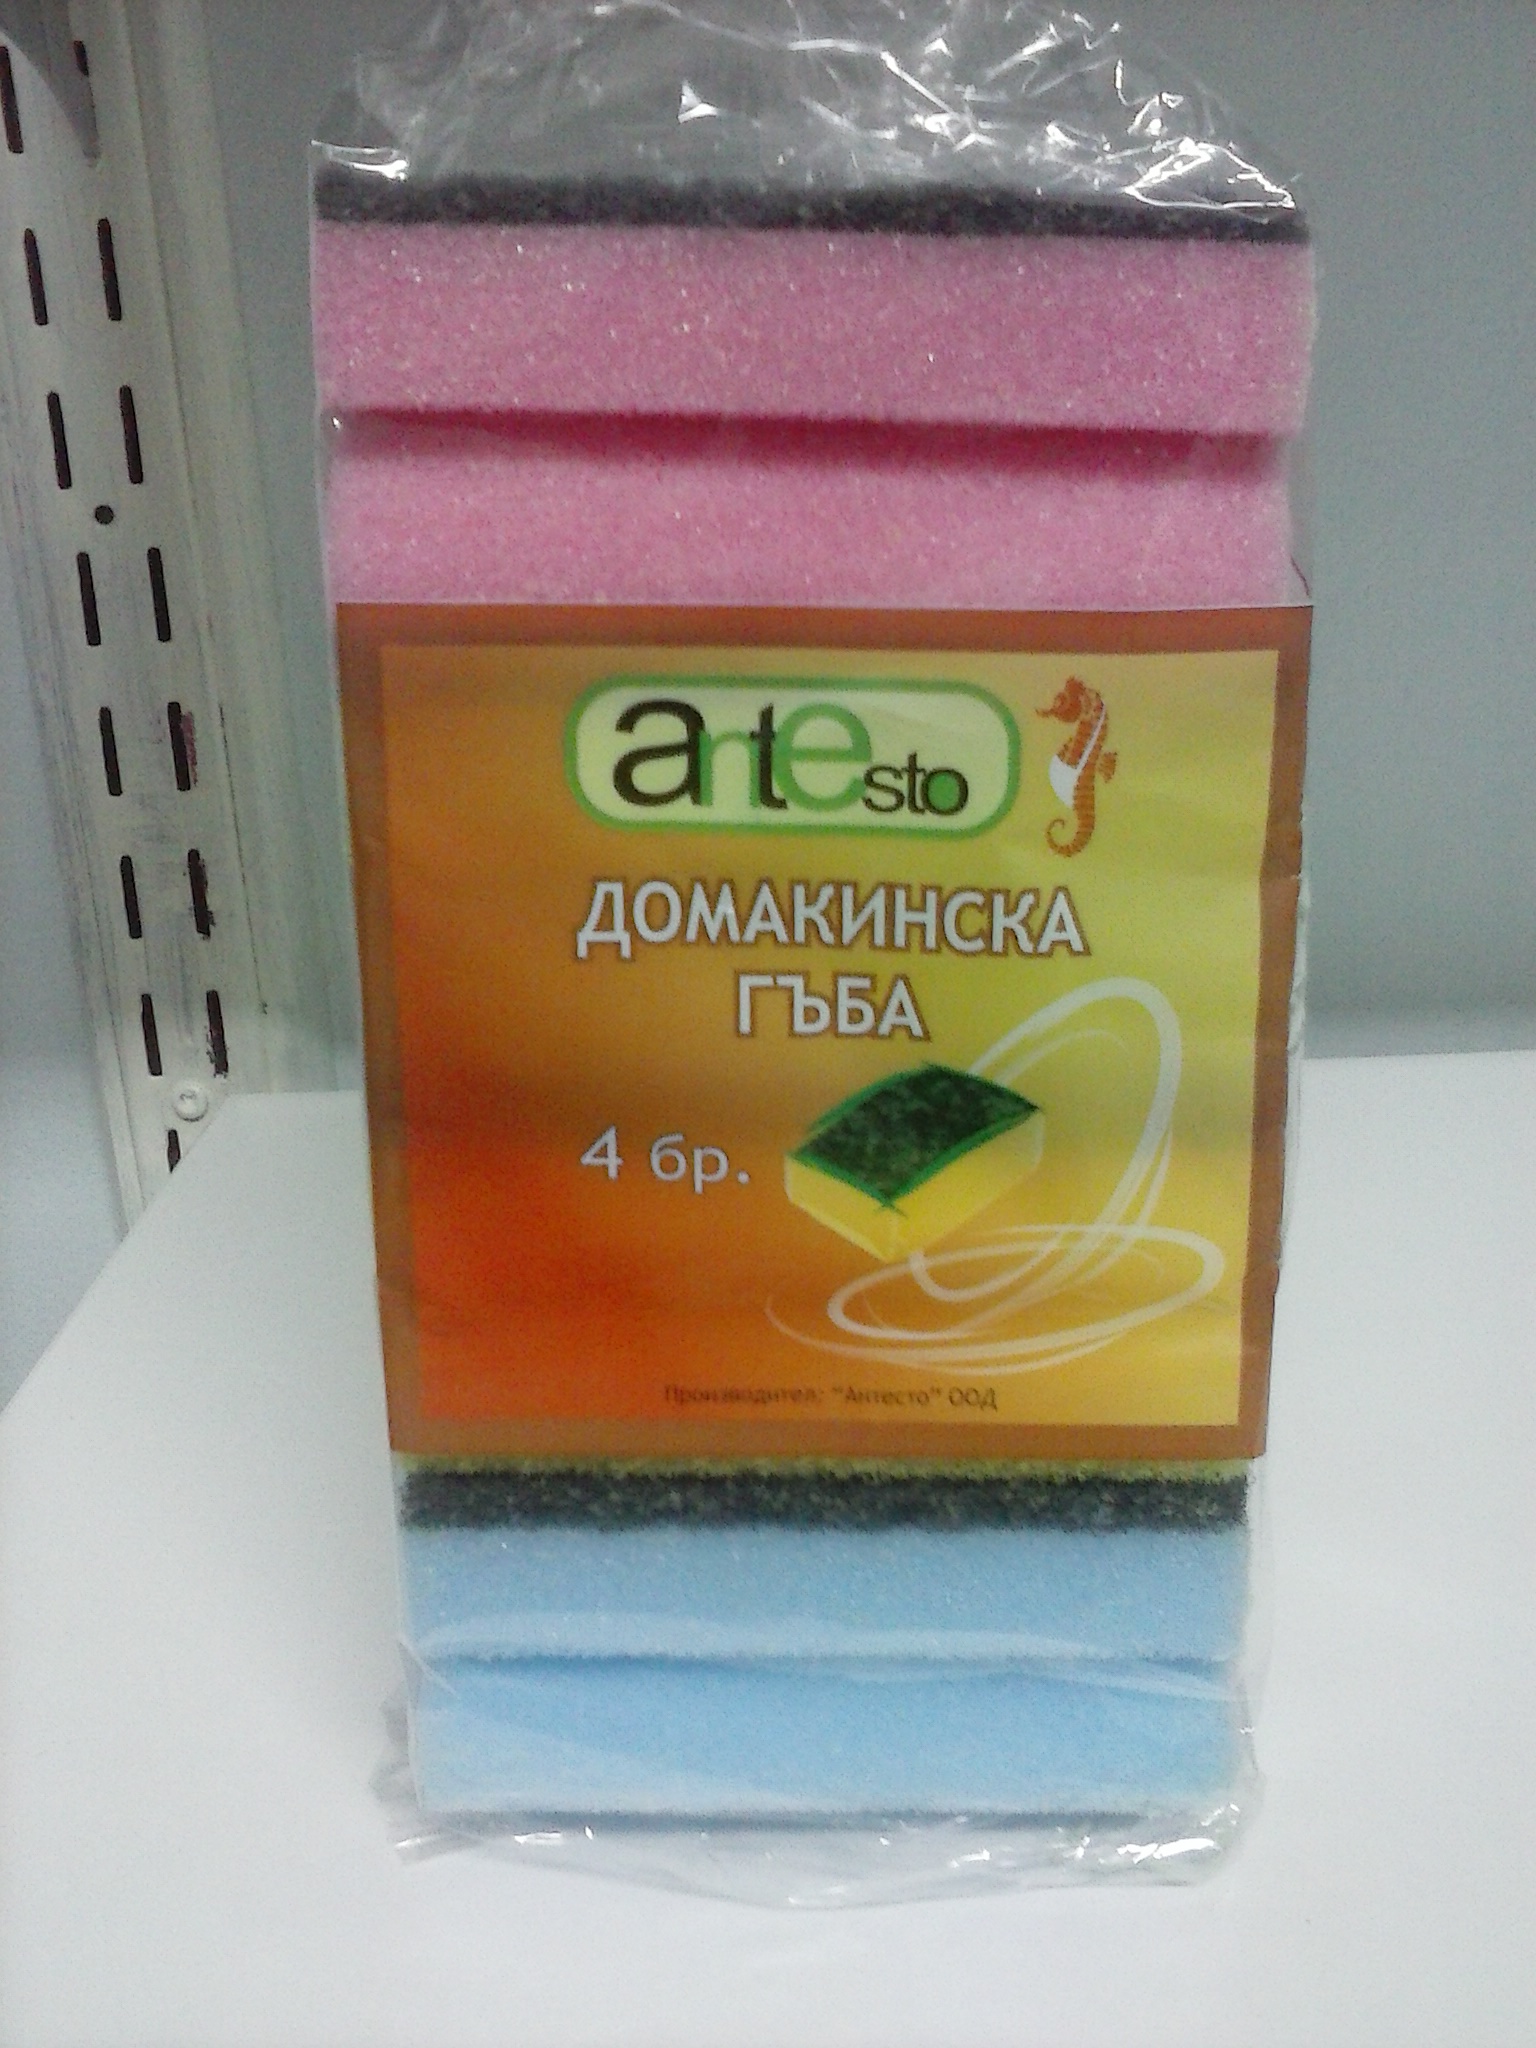 antEsto
ДОМАКИНСКА
ГЪБА
4 бр.
Производител: "Антесто" ООД